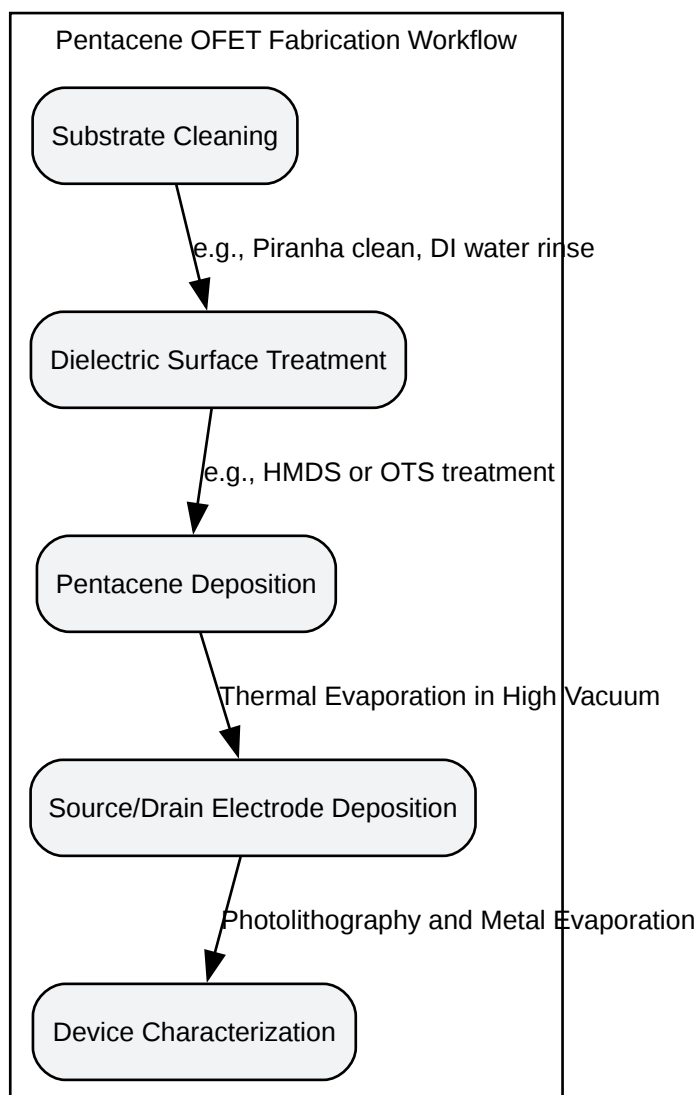 Pentacene OFET Fabrication Workflow
Substrate Cleaning
e.g., Piranha clean, DI water rinse
Dielectric Surface Treatment
e.g., HMDS or OTS treatment
Pentacene Deposition
Thermal Evaporation in High Vacuum
Source/Drain Electrode Deposition
Photolithography and Metal Evaporation
Device Characterization